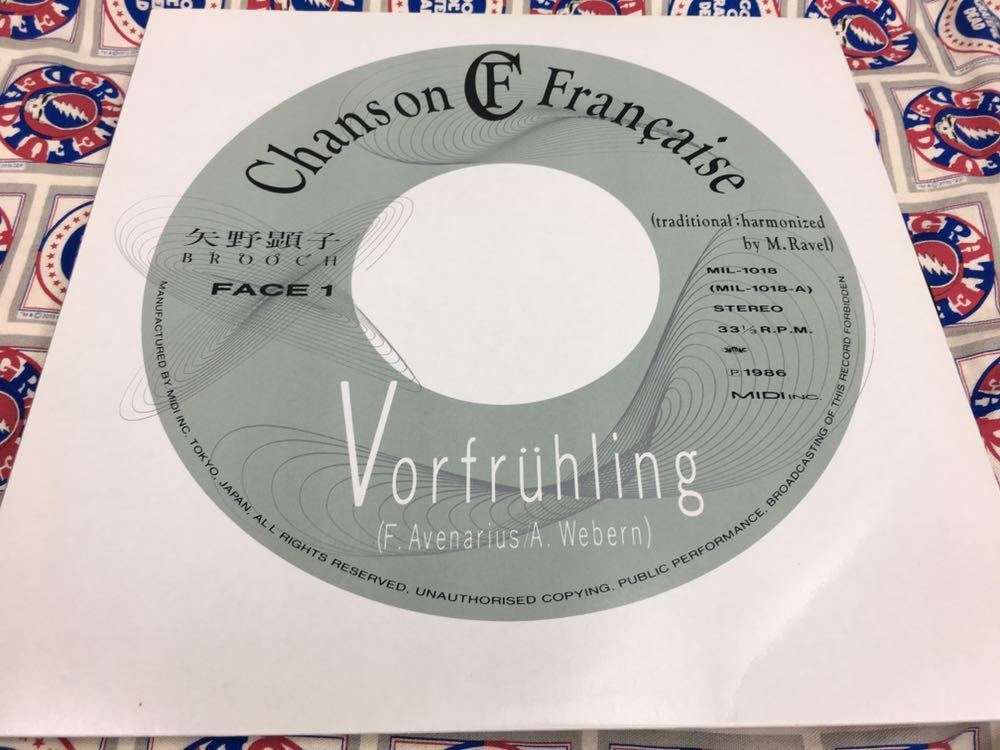 Chanson CF Française
(traditional:harmonized
by M.Ravel)
矢野顕子
BROOCH
FACE 1
MIL-1018
(MIL-1018-A)
STEREO
33⅓ R.P.M.
℗ 1986
MIDI INC.
Vorfrühling
(F. Avenarius/A. Webern)
MANUFACTURED BY MIDI INC. TOKYO, JAPAN, ALL RIGHTS RESERVED, UNAUTHORISED COPYING, PUBLIC PERFORMANCE, BROADCASTING OF THIS RECORD FORBIDDEN